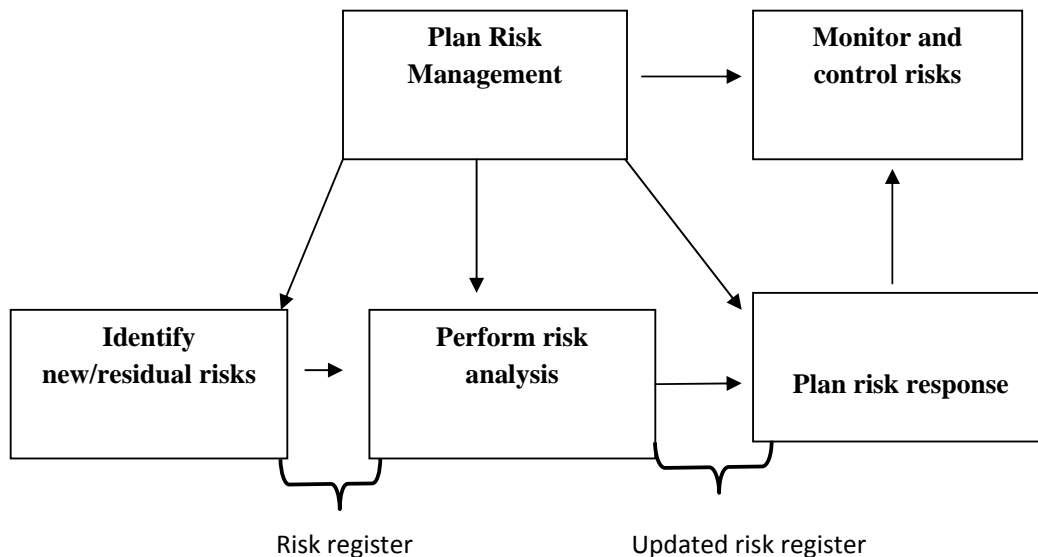 Plan Risk
Management
Monitor and
control risks
Identify
new/residual risks
Perform risk
analysis
Plan risk response
Risk register
Updated risk register